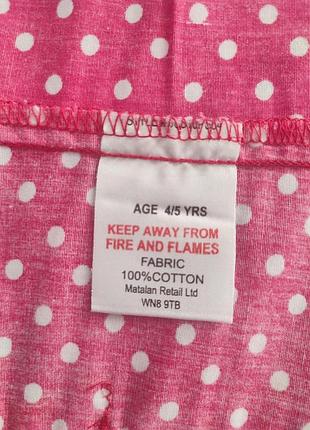 AGE 4/5 YRS
KEEP AWAY FROM
FIRE AND FLAMES
FABRIC
100%COTTON
Matalan Retail Ltd
WN8 9TB